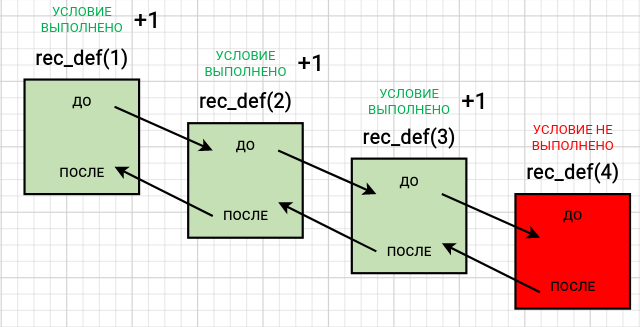 УСЛОВИЕ
ВЫПОЛНЕНО +1
rec_def(1)
ДО
ПОСЛЕ
УСЛОВИЕ
ВЫПОЛНЕНО +1
rec_def(2)
ДО
ПОСЛЕ
УСЛОВИЕ
ВЫПОЛНЕНО +1
rec_def(3)
ДО
ПОСЛЕ
УСЛОВИЕ НЕ
ВЫПОЛНЕНО
rec_def(4)
ДО
ПОСЛЕ